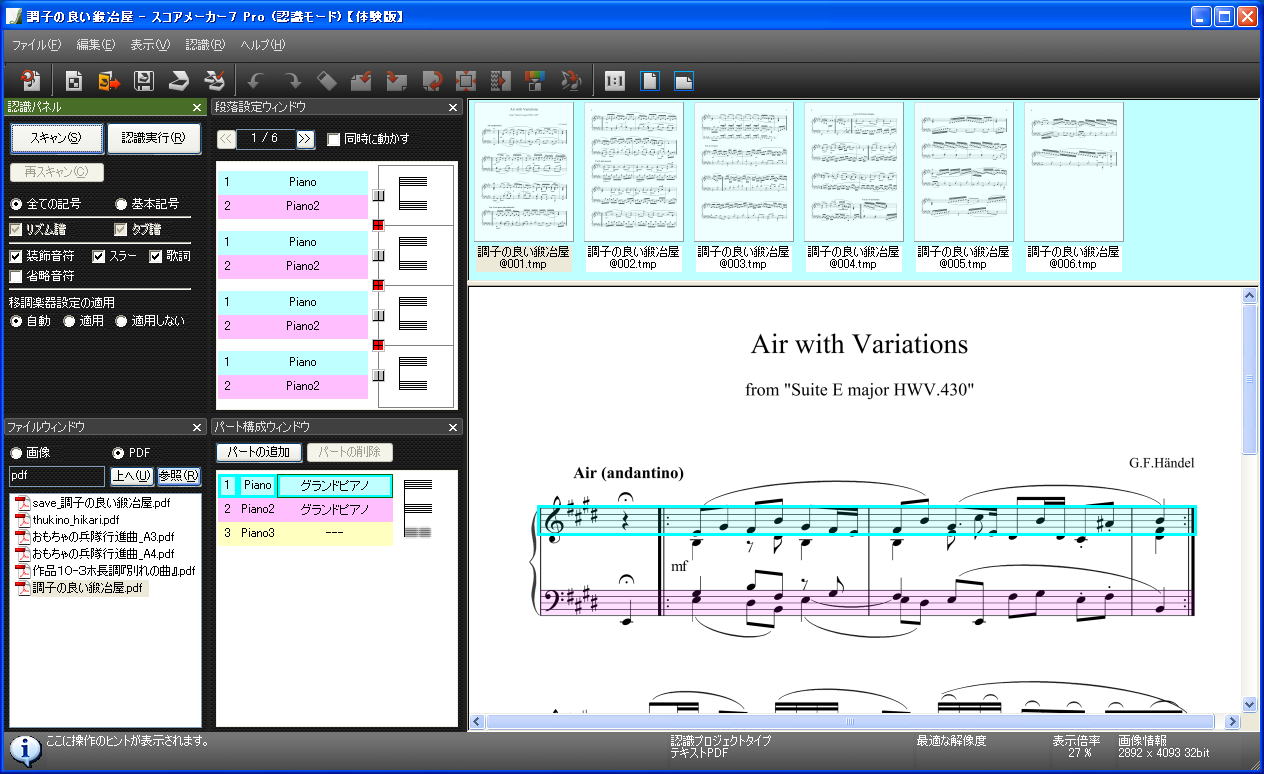 調子の良い鍛冶屋 - スコアメーカー7 Pro (認識モード)【体験版】
ファイル(F) 編集(E) 表示(V) 認識(R) ヘルプ(H)
1:1
認識パネル
スキャン(S) 認識実行(R)
再スキャン(C)
全ての記号 基本記号
リズム譜 タブ譜
装飾音符 スラー 歌詞
省略音符
移調楽器設定の適用
自動 適用 適用しない
段落設定ウィンドウ
<< 1 / 6 >> 同時に動かす
1 Piano
2 Piano2
1 Piano
2 Piano2
1 Piano
2 Piano2
1 Piano
2 Piano2
調子の良い鍛冶屋@001.tmp
調子の良い鍛冶屋@002.tmp
調子の良い鍛冶屋@003.tmp
調子の良い鍛冶屋@004.tmp
調子の良い鍛冶屋@005.tmp
調子の良い鍛冶屋@006.tmp
ファイルウィンドウ
画像 PDF
pdf 上へ(U) 参照(R)
save_調子の良い鍛冶屋.pdf
thukino_hikari.pdf
おもちゃの兵隊行進曲_A3.pdf
おもちゃの兵隊行進曲_A4.pdf
作品10-3ホ長調『別れの曲』.pdf
調子の良い鍛冶屋.pdf
パート構成ウィンドウ
パートの追加 パートの削除
1 Piano グランドピアノ
2 Piano2 グランドピアノ
3 Piano3 ---
Air with Variations
from "Suite E major HWV.430"
G.F.Händel
Air (andantino)
mf
ここに操作のヒントが表示されます。
認識プロジェクトタイプ
テキストPDF
最適な解像度
表示倍率
27 %
画像情報
2892 x 4093 32bit